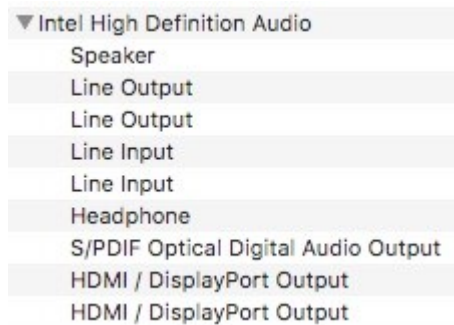 Intel High Definition Audio
Speaker
Line Output
Line Output
Line Input
Line Input
Headphone
S/PDIF Optical Digital Audio Output
HDMI / DisplayPort Output
HDMI / DisplayPort Output